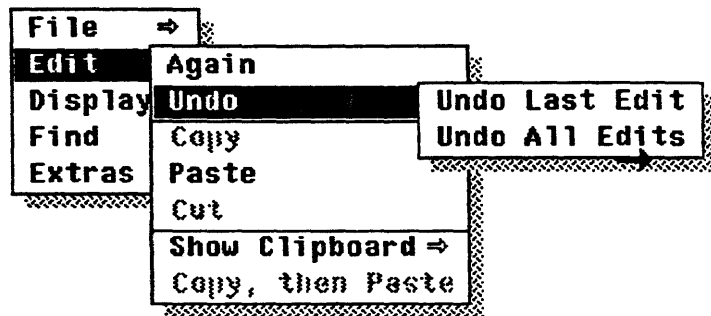 File ⇒
Edit
Display
Find
Extras
Again
Undo
Copy
Paste
Cut
Show Clipboard ⇒
Copy, then Paste
Undo Last Edit
Undo All Edits